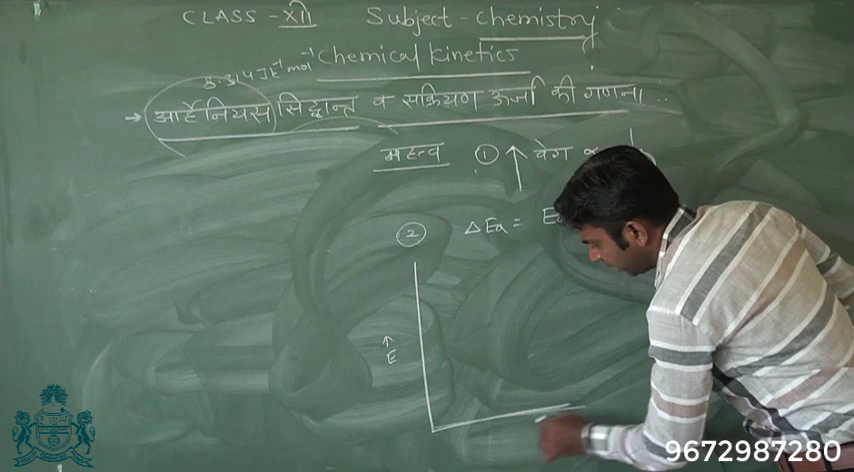 CLASS - XII Subject - Chemistry
Chemical Kinetics
8.314 J K⁻¹ mol⁻¹
→ आर्हेनियस सिद्धान्त व सक्रियण ऊर्जा की गणना ..
महत्व ① ↑ वेग ∝
② ΔEa =
↑
E
9672987280